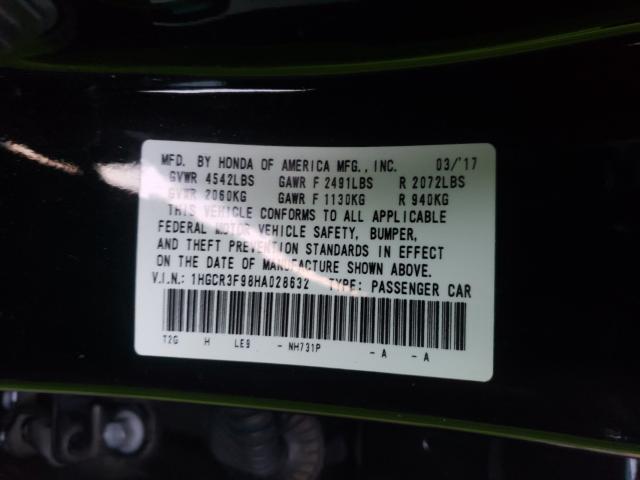 MFD. BY HONDA OF AMERICA MFG., INC. 03/'17
GVWR 4542LBS GAWR F 2491LBS R 2072LBS
GVWR 2060KG GAWR F 1130KG R 940KG
THIS VEHICLE CONFORMS TO ALL APPLICABLE
FEDERAL MOTOR VEHICLE SAFETY, BUMPER,
AND THEFT PREVENTION STANDARDS IN EFFECT
ON THE DATE OF MANUFACTURE SHOWN ABOVE.
V.I.N.: 1HGCR3F98HA028632 TYPE: PASSENGER CAR
T2G H LE9 - NH731P - A - A